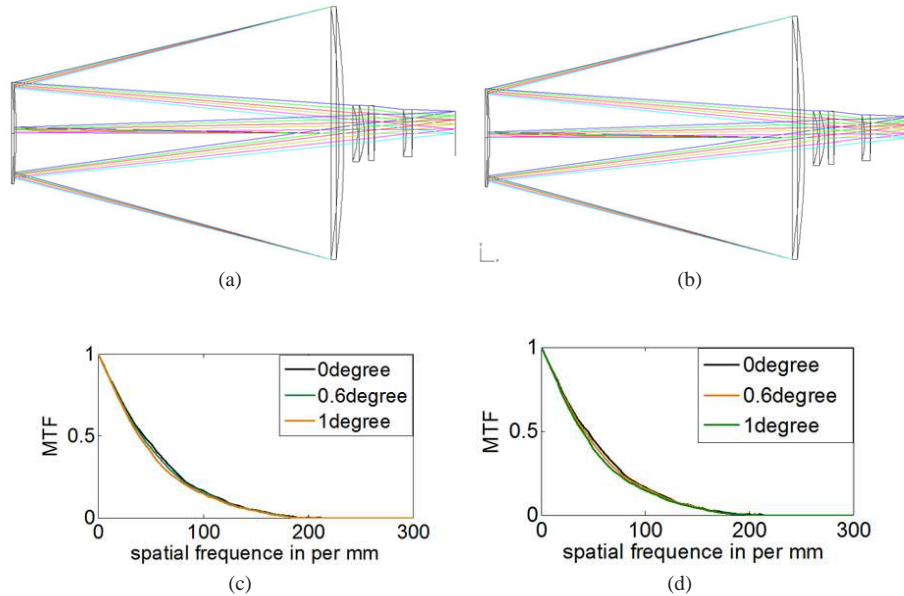 (a)
(b)
1
0.5
0
MTF
0degree
0.6degree
1degree
0
100
200
300
spatial frequence in per mm
(c)
1
0.5
0
MTF
0degree
0.6degree
1degree
0
100
200
300
spatial frequence in per mm
(d)